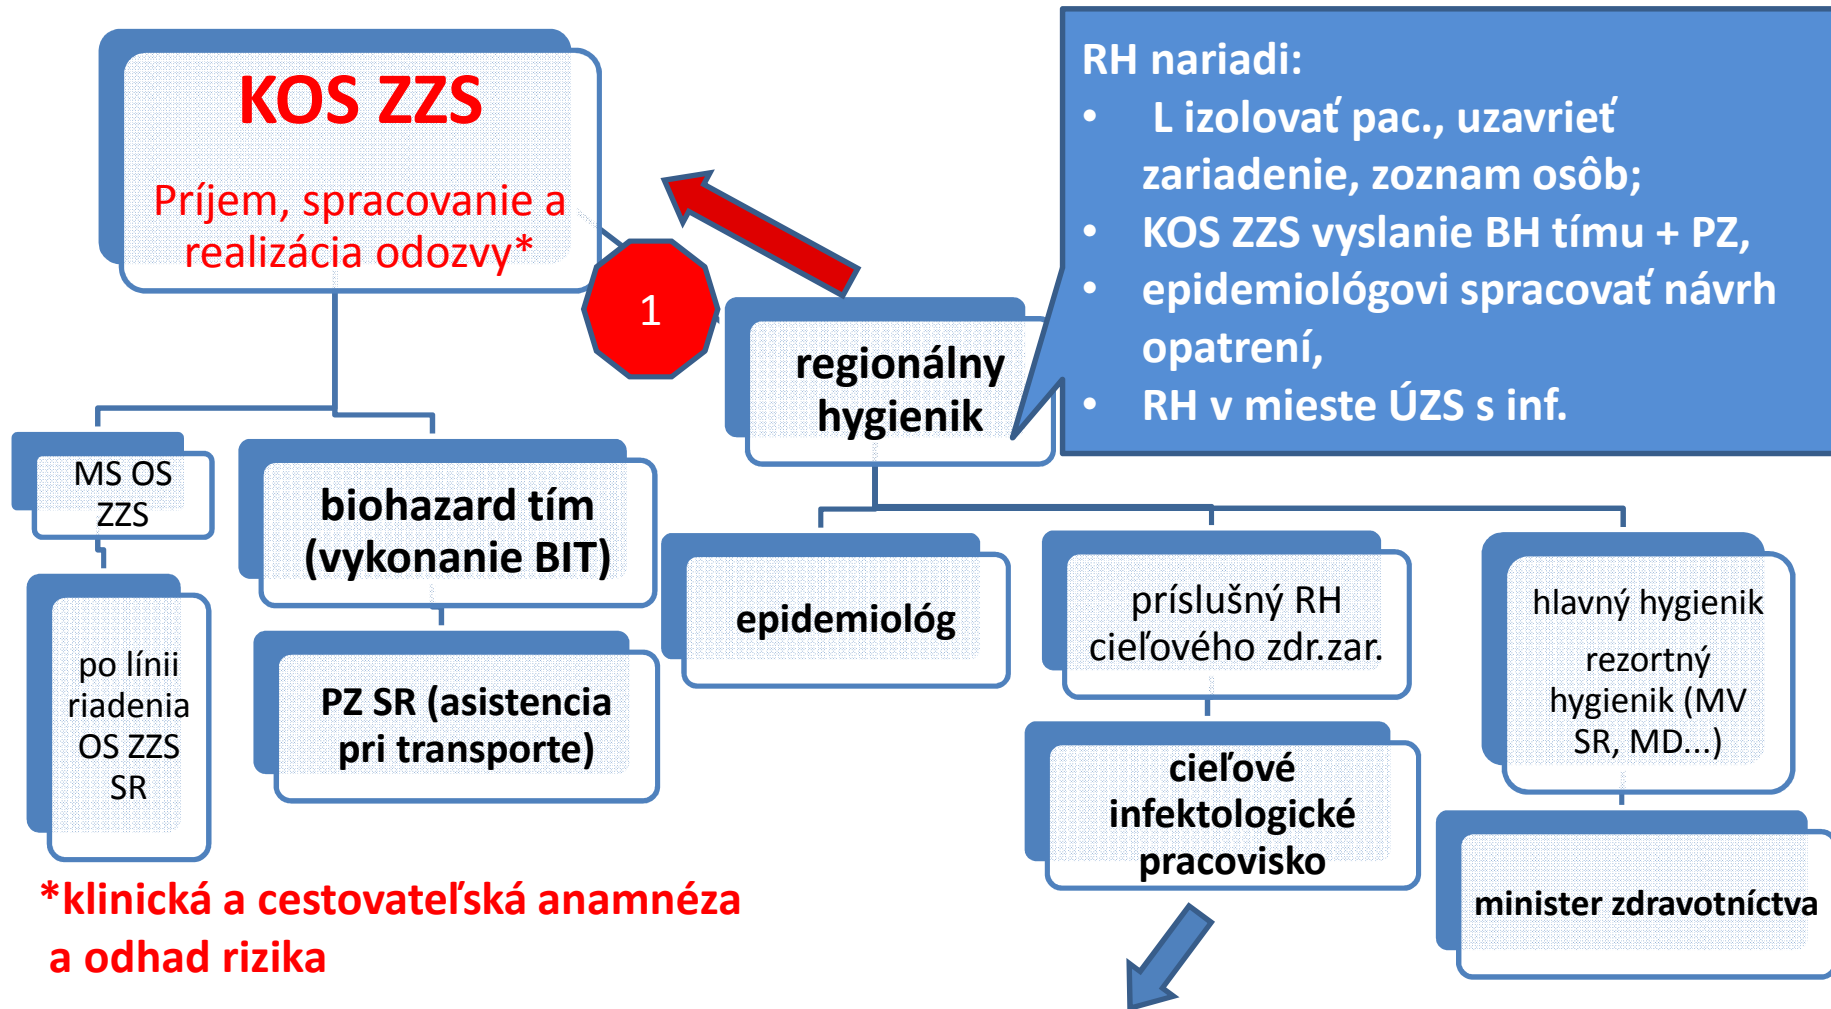 KOS ZZS
Príjem, spracovanie a
realizácia odozvy*
1
RH nariadi:
• L izolovať pac., uzavrieť
zariadenie, zoznam osôb;
• KOS ZZS vyslanie BH tímu + PZ,
• epidemiológovi spracovať návrh
opatrení,
• RH v mieste ÚZS s inf.
regionálny
hygienik
MS OS
ZZS
biohazard tím
(vykonanie BIT)
epidemiológ
príslušný RH
cieľového zdr.zar.
hlavný hygienik
rezortný
hygienik (MV
SR, MD...)
po línii
riadenia
OS ZZS
SR
PZ SR (asistencia
pri transporte)
cieľové
infektologické
pracovisko
minister zdravotníctva
*klinická a cestovateľská anamnéza
a odhad rizika